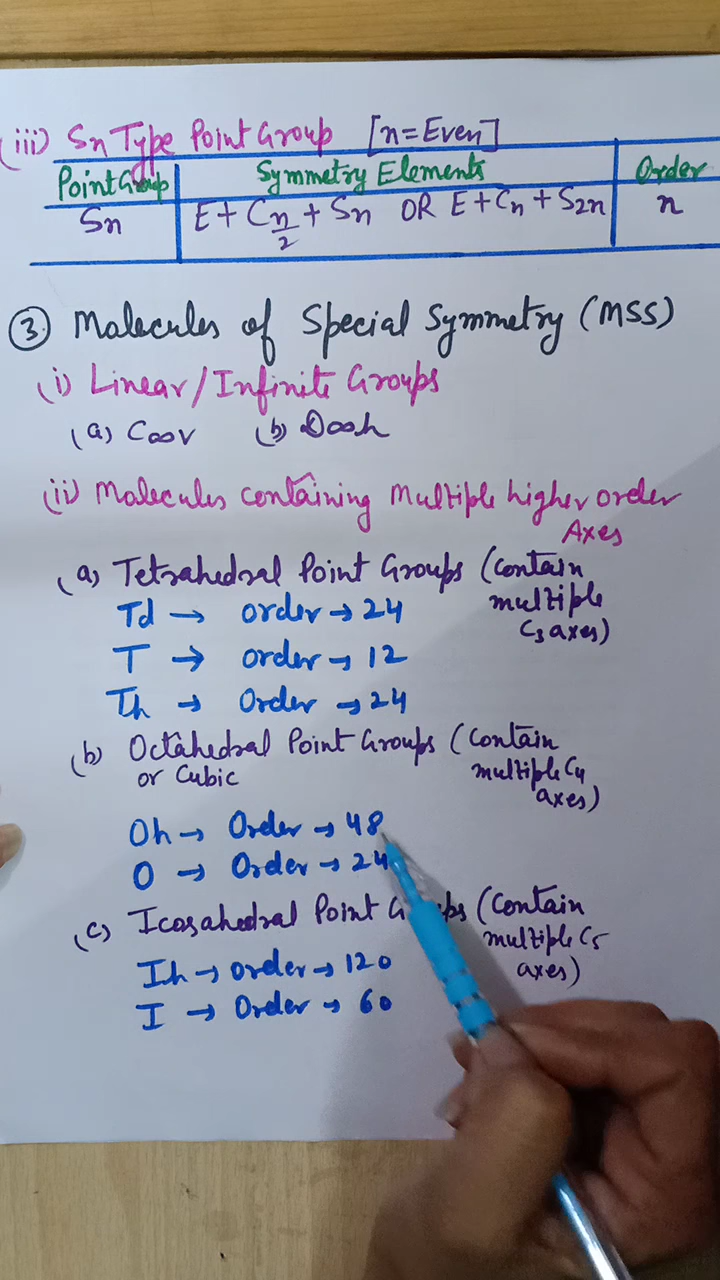 (iii) Sn Type Point Group [n=Even]
Point Group Symmetry Elements Order
Sn E + Cn/2 + Sn OR E + Cn + S2n n
③ Molecules of Special Symmetry (MSS)
(i) Linear/Infinite Groups
(a) C∞v (b) D∞h
(ii) Molecules containing Multiple higher order
Axes
(a) Tetrahedral Point Groups (contain
multiple
C3 axes)
Td → order → 24
T → order → 12
Th → Order → 24
(b) Octahedral Point Groups (Contain
or Cubic
multiple C4
axes)
Oh → Order → 48
O → Order → 24
(c) Icosahedral Point Groups (Contain
multiple C5
axes)
Ih → order → 120
I → Order → 60